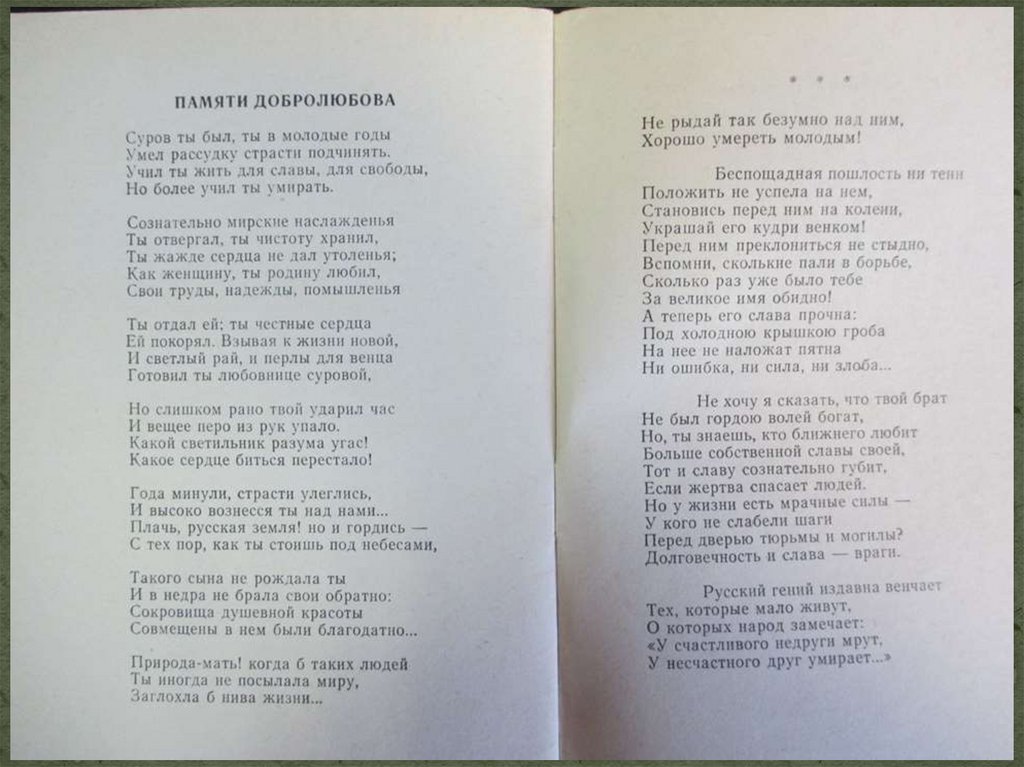 ПАМЯТИ ДОБРОЛЮБОВА
Суров ты был, ты в молодые годы
Умел рассудку страсти подчинять.
Учил ты жить для славы, для свободы,
Но более учил ты умирать.
Сознательно мирские наслажденья
Ты отвергал, ты чистоту хранил,
Ты жажде сердца не дал утоленья;
Как женщину, ты родину любил,
Свои труды, надежды, помышленья
Ты отдал ей; ты честные сердца
Ей покорял. Взывая к жизни новой,
И светлый рай, и перлы для венца
Готовил ты любовнице суровой,
Но слишком рано твой ударил час
И вещее перо из рук упало.
Какой светильник разума угас!
Какое сердце биться перестало!
Года минули, страсти улеглись,
И высоко вознесся ты над нами...
Плачь, русская земля! но и гордись —
С тех пор, как ты стоишь под небесами,
Такого сына не рождала ты
И в недра не брала свои обратно:
Сокровища душевной красоты
Совмещены в нем были благодатно...
Природа-мать! когда б таких людей
Ты иногда не посылала миру,
Заглохла б нива жизни...
* * *
Не рыдай так безумно над ним,
Хорошо умереть молодым!
Беспощадная пошлость ни тени
Положить не успела на нем,
Становись перед ним на колени,
Украшай его кудри венком!
Перед ним преклониться не стыдно,
Вспомни, сколькие пали в борьбе,
Сколько раз уже было тебе
За великое имя обидно!
А теперь его слава прочна:
Под холодною крышкою гроба
На нее не наложат пятна
Ни ошибка, ни сила, ни злоба...
Не хочу я сказать, что твой брат
Не был гордою волей богат,
Но, ты знаешь, кто ближнего любит
Больше собственной славы своей,
Тот и славу сознательно губит,
Если жертва спасает людей.
Но у жизни есть мрачные силы —
У кого не слабели шаги
Перед дверью тюрьмы и могилы?
Долговечность и слава — враги.
Русский гений издавна венчает
Тех, которые мало живут,
О которых народ замечает:
«У счастливого недруги мрут,
У несчастного друг умирает...»